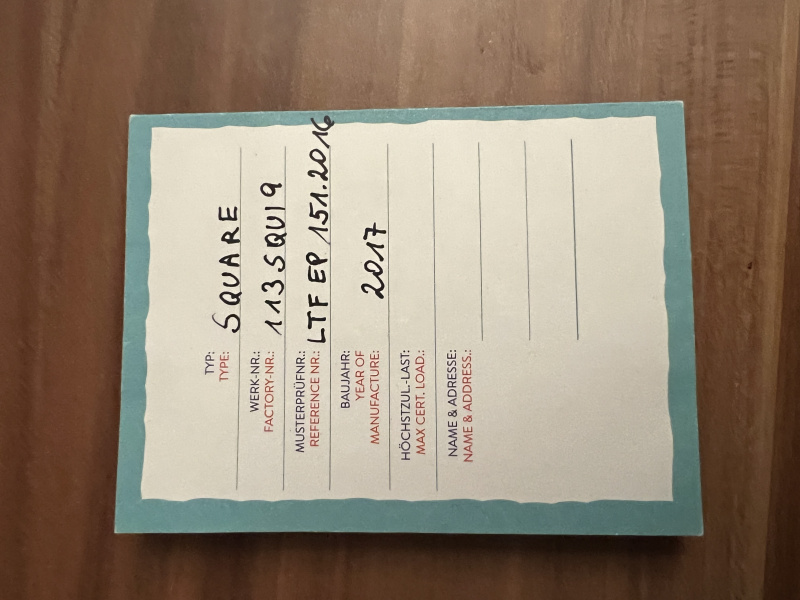 TYP: SQUARE
TYPE:
WERK-NR.: 113SQU19
FACTORY-NR.:
MUSTERPRÜFNR.: LTF EP 151.2016
REFERENCE NR.:
BAUJAHR: 2017
YEAR OF
MANUFACTURE:
HÖCHSTZUL.-LAST:
MAX CERT. LOAD.:
NAME & ADRESSE:
NAME & ADDRESS.: